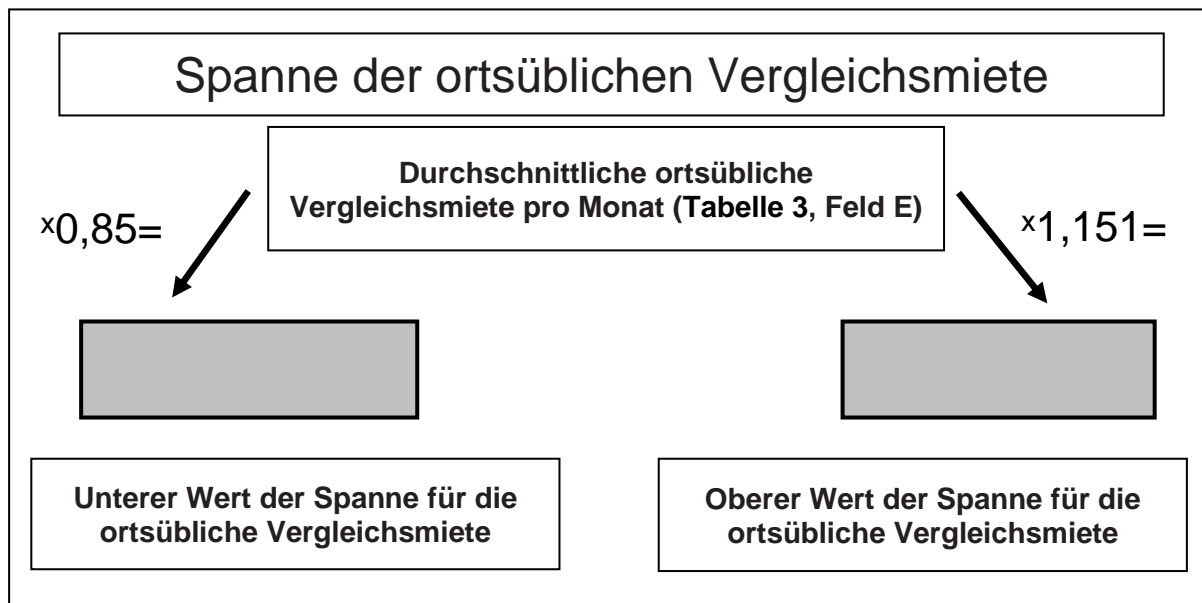 Spanne der ortsüblichen Vergleichsmiete
Durchschnittliche ortsübliche
Vergleichsmiete pro Monat (Tabelle 3, Feld E)
x0,85=
x1,151=
Unterer Wert der Spanne für die
ortsübliche Vergleichsmiete
Oberer Wert der Spanne für die
ortsübliche Vergleichsmiete